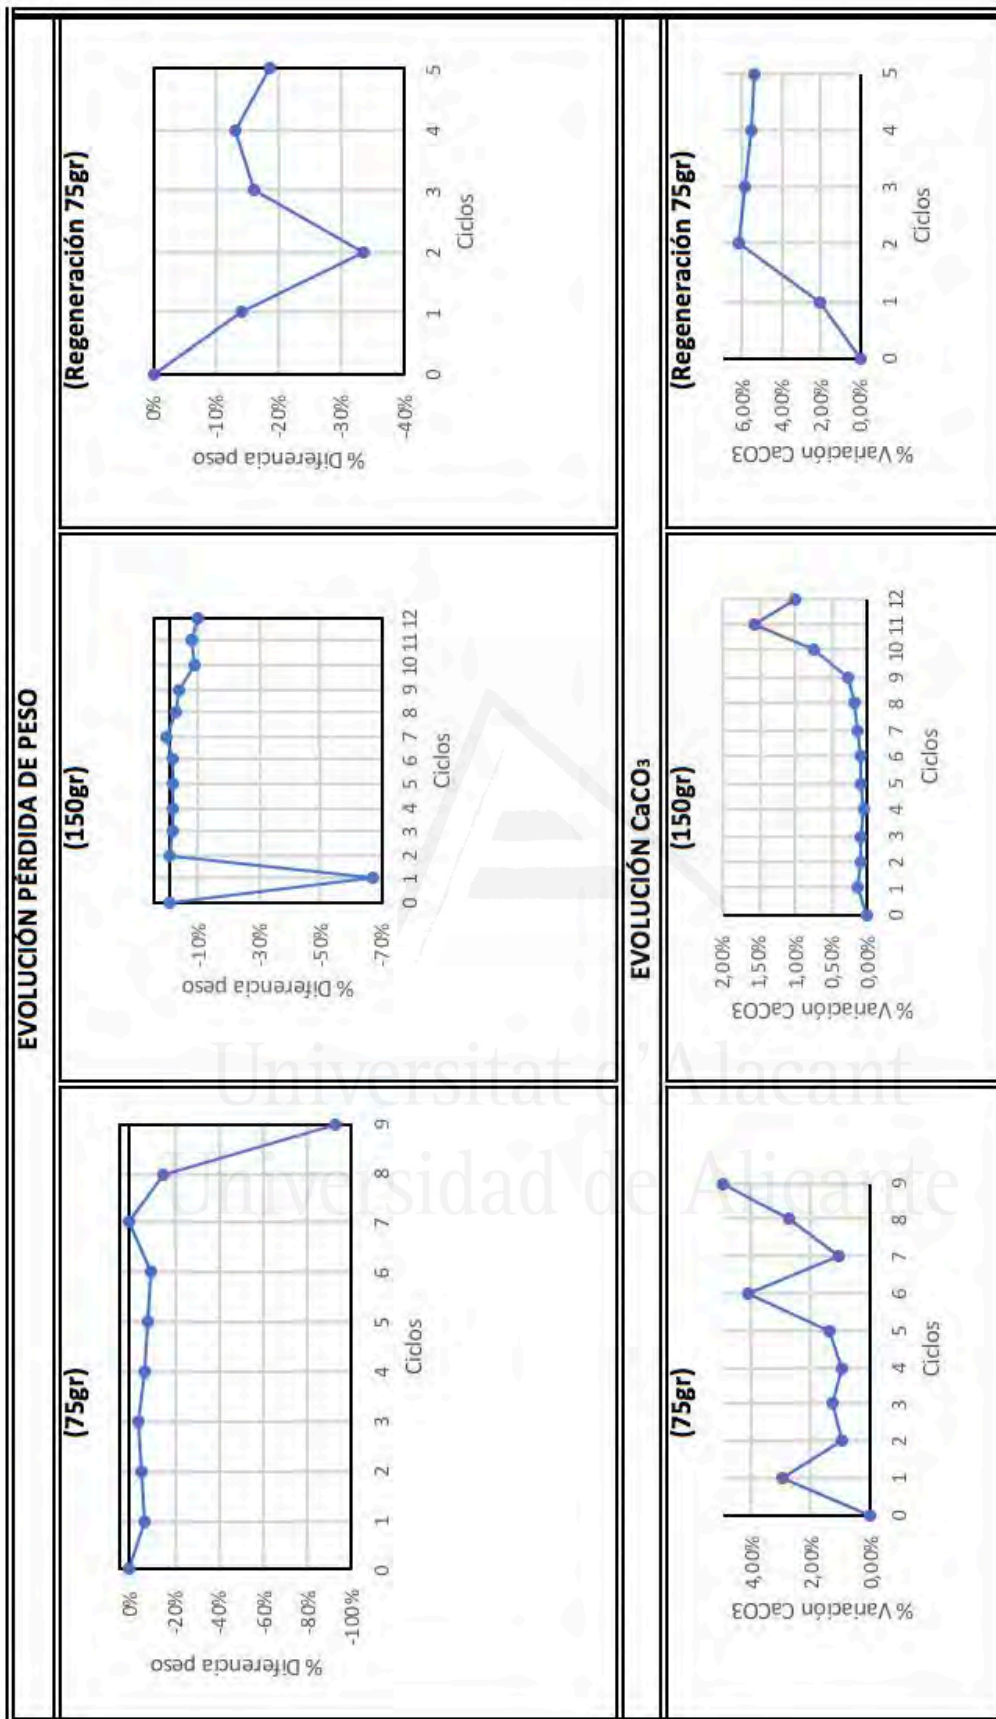 EVOLUCIÓN PÉRDIDA DE PESO
(75gr)
% Diferencia peso
0%
-20%
-40%
-60%
-80%
-100%
0 1 2 3 4 5 6 7 8 9
Ciclos
(150gr)
% Diferencia peso
-10%
-30%
-50%
-70%
0 1 2 3 4 5 6 7 8 9 10 11 12
Ciclos
(Regeneración 75gr)
% Diferencia peso
0%
-10%
-20%
-30%
-40%
0 1 2 3 4 5
Ciclos
EVOLUCIÓN CaCO₃
(75gr)
% Variación CaCO3
4,00%
2,00%
0,00%
0 1 2 3 4 5 6 7 8 9
Ciclos
(150gr)
% Variación CaCO3
2,00%
1,50%
1,00%
0,50%
0,00%
0 1 2 3 4 5 6 7 8 9 10 11 12
Ciclos
(Regeneración 75gr)
% Variación CaCO3
6,00%
4,00%
2,00%
0,00%
0 1 2 3 4 5
Ciclos
Universitat d'Alacant
Universidad de Alicante